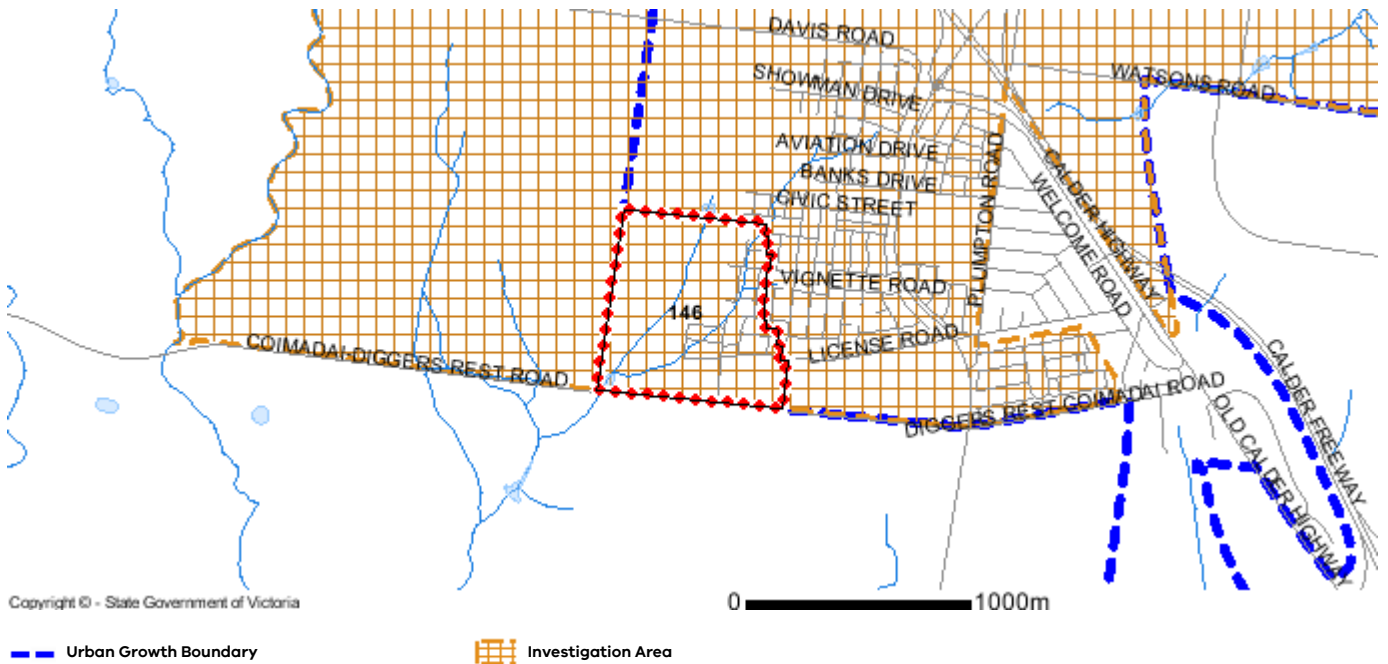 DAVIS ROAD
SHOWMAN DRIVE
WATSONS ROAD
AVIATION DRIVE
BANKS DRIVE
CIVIC STREET
PLUMPTON ROAD
CALDER HIGHWAY
WELCOME ROAD
VIGNETTE ROAD
146
LICENSE ROAD
COIMADAI-DIGGERS REST ROAD
DIGGERS REST COIMADAI ROAD
CALDER FREEWAY
OLD CALDER HIGHWAY
Copyright © - State Government of Victoria
0 1000m
Urban Growth Boundary
Investigation Area